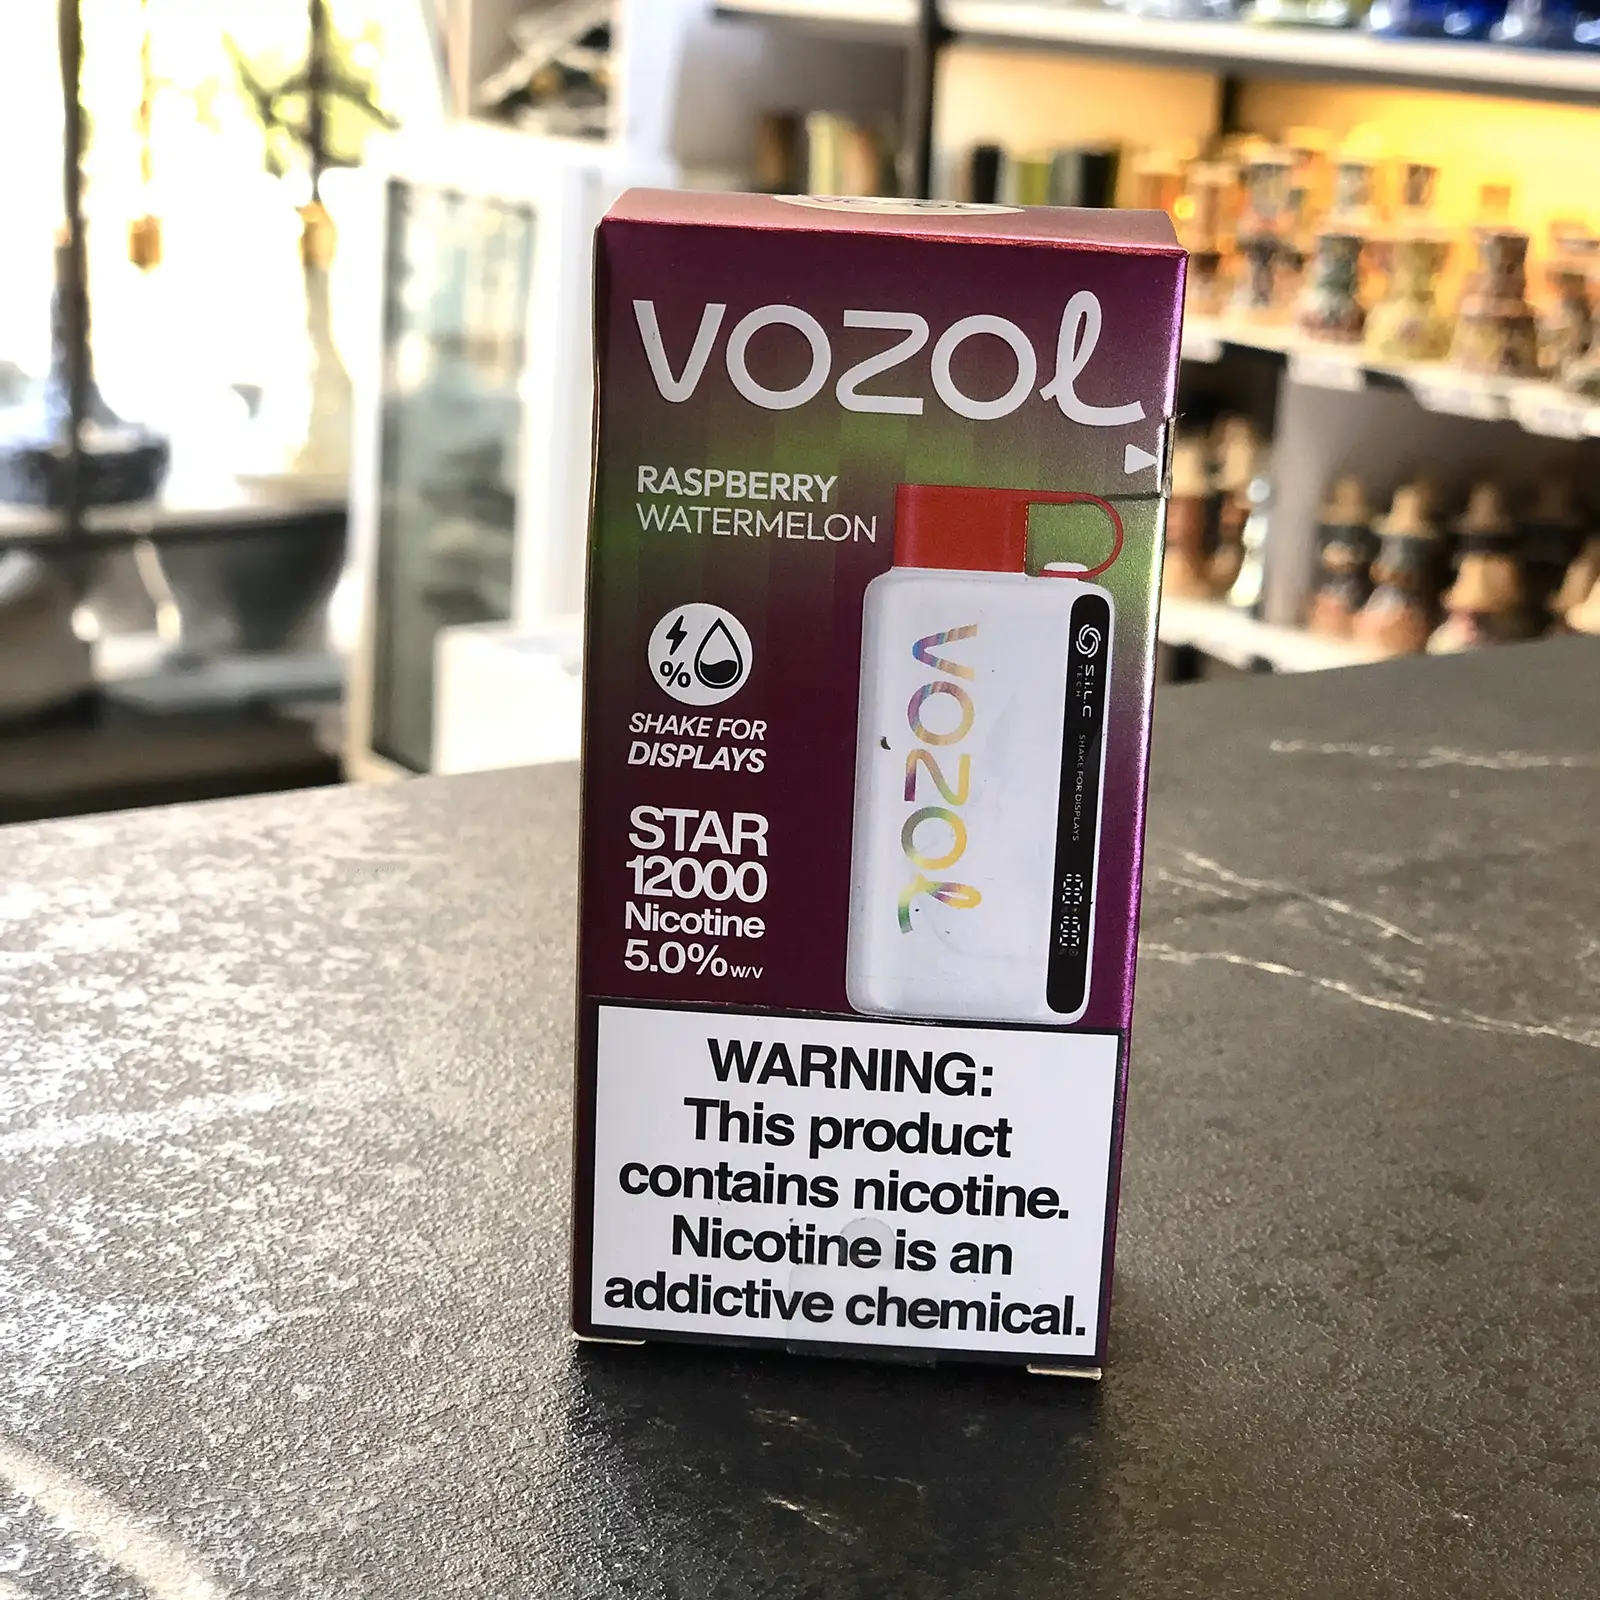 VOZOL
RASPBERRY
WATERMELON
%
SHAKE FOR
DISPLAYS
STAR
12000
Nicotine
5.0% w/v
VOZOL
S.i.L.C
TECH
SHAKE FOR DISPLAYS
WARNING:
This product
contains nicotine.
Nicotine is an
addictive chemical.